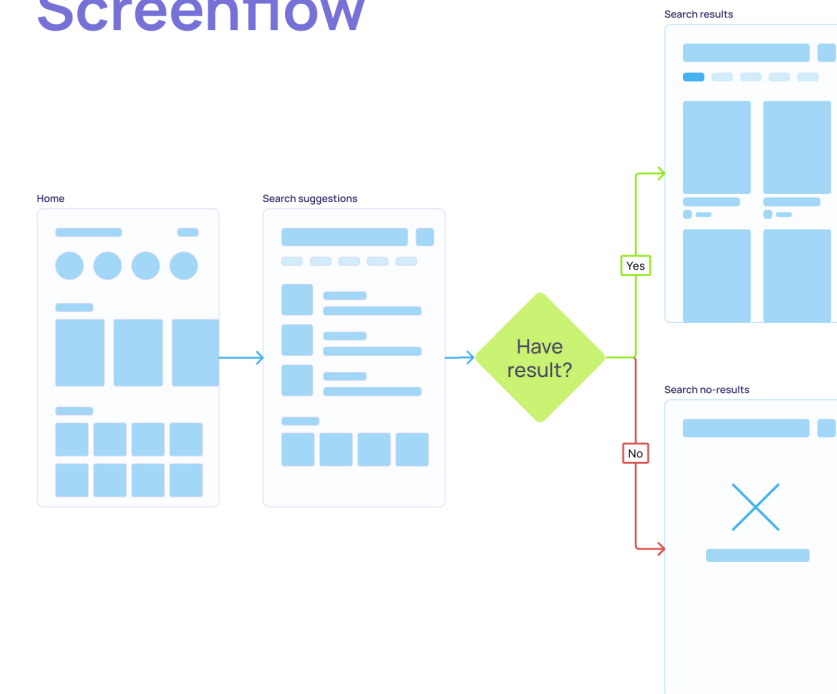 Screenflow
Search results
Home
Search suggestions
Yes
Have
result?
Search no-results
No